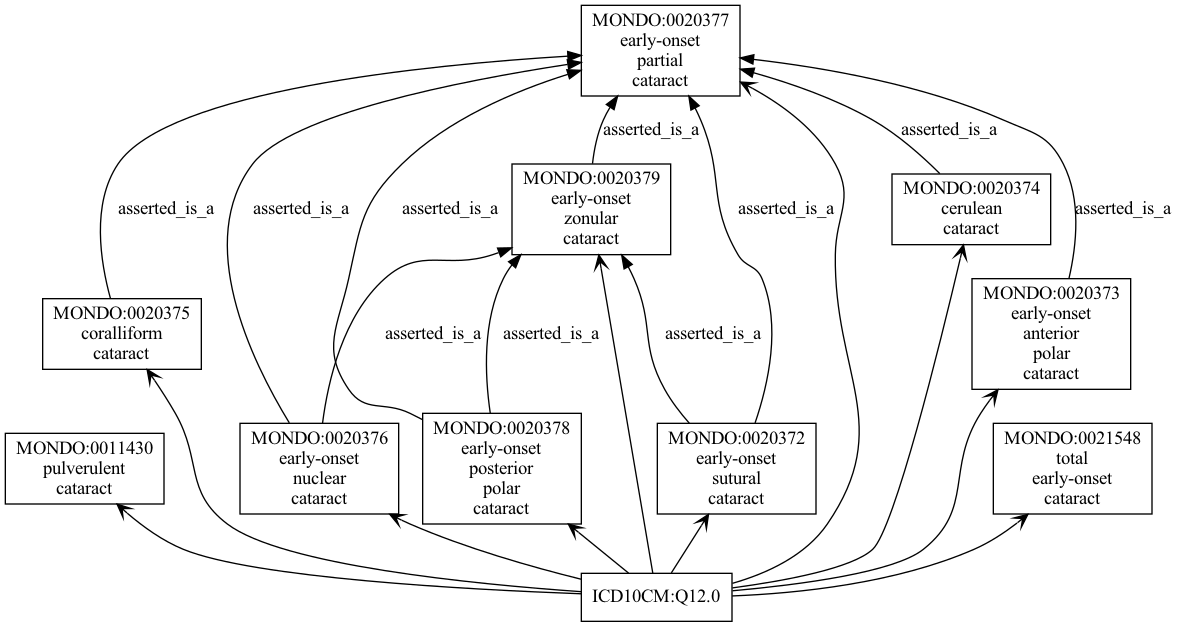 MONDO:0020377
early-onset
partial
cataract
asserted_is_a
asserted_is_a
MONDO:0020379
early-onset
zonular
cataract
MONDO:0020374
cerulean
cataract
asserted_is_a
asserted_is_a
asserted_is_a
asserted_is_a
asserted_is_a
MONDO:0020375
coralliform
cataract
MONDO:0020373
early-onset
anterior
polar
cataract
asserted_is_a
asserted_is_a
asserted_is_a
MONDO:0011430
pulverulent
cataract
MONDO:0020376
early-onset
nuclear
cataract
MONDO:0020378
early-onset
posterior
polar
cataract
MONDO:0020372
early-onset
sutural
cataract
MONDO:0021548
total
early-onset
cataract
ICD10CM:Q12.0